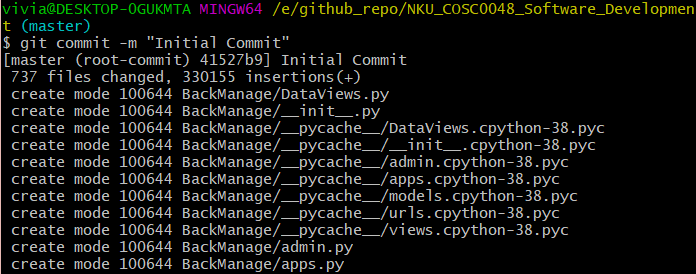 vivia@DESKTOP-0GUKMTA MINGW64 /e/github_repo/NKU_COSC0048_Software_Developmen
t (master)
$ git commit -m "Initial Commit"
[master (root-commit) 41527b9] Initial Commit
 737 files changed, 330155 insertions(+)
 create mode 100644 BackManage/DataViews.py
 create mode 100644 BackManage/__init__.py
 create mode 100644 BackManage/__pycache__/DataViews.cpython-38.pyc
 create mode 100644 BackManage/__pycache__/__init__.cpython-38.pyc
 create mode 100644 BackManage/__pycache__/admin.cpython-38.pyc
 create mode 100644 BackManage/__pycache__/apps.cpython-38.pyc
 create mode 100644 BackManage/__pycache__/models.cpython-38.pyc
 create mode 100644 BackManage/__pycache__/urls.cpython-38.pyc
 create mode 100644 BackManage/__pycache__/views.cpython-38.pyc
 create mode 100644 BackManage/admin.py
 create mode 100644 BackManage/apps.py